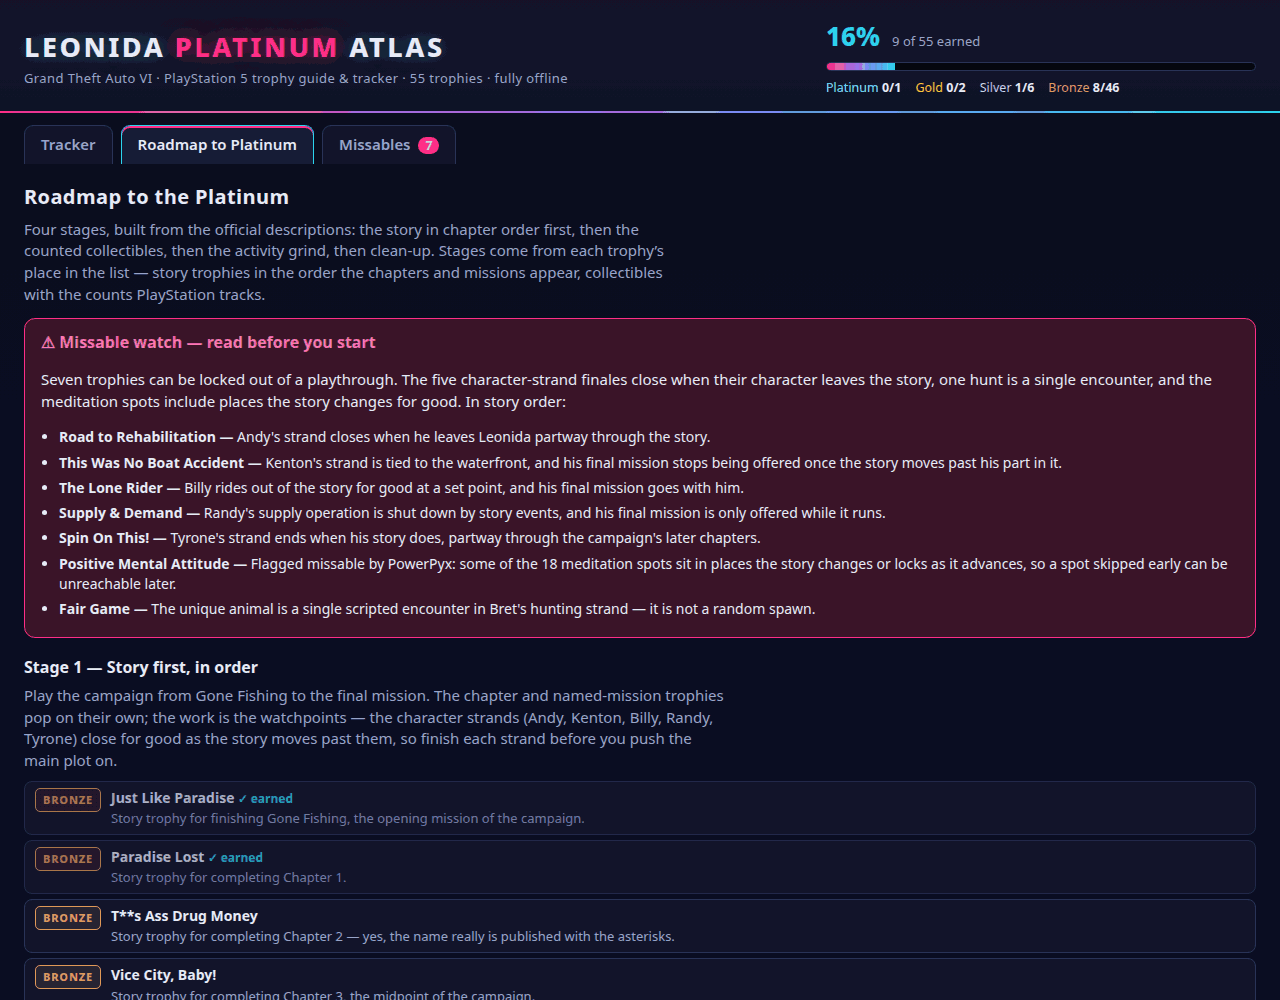 LEONIDA PLATINUM ATLAS
Grand Theft Auto VI · PlayStation 5 trophy guide & tracker · 55 trophies · fully offline
16% 9 of 55 earned
Platinum 0/1 Gold 0/2 Silver 1/6 Bronze 8/46
Tracker
Roadmap to Platinum
Missables 7
Roadmap to the Platinum
Four stages, built from the official descriptions: the story in chapter order first, then the
counted collectibles, then the activity grind, then clean-up. Stages come from each trophy's
place in the list — story trophies in the order the chapters and missions appear, collectibles
with the counts PlayStation tracks.
⚠ Missable watch — read before you start
Seven trophies can be locked out of a playthrough. The five character-strand finales close when their character leaves the story, one hunt is a single encounter, and the
meditation spots include places the story changes for good. In story order:
• Road to Rehabilitation — Andy's strand closes when he leaves Leonida partway through the story.
• This Was No Boat Accident — Kenton's strand is tied to the waterfront, and his final mission stops being offered once the story moves past his part in it.
• The Lone Rider — Billy rides out of the story for good at a set point, and his final mission goes with him.
• Supply & Demand — Randy's supply operation is shut down by story events, and his final mission is only offered while it runs.
• Spin On This! — Tyrone's strand ends when his story does, partway through the campaign's later chapters.
• Positive Mental Attitude — Flagged missable by PowerPyx: some of the 18 meditation spots sit in places the story changes or locks as it advances, so a spot skipped early can be
unreachable later.
• Fair Game — The unique animal is a single scripted encounter in Bret's hunting strand — it is not a random spawn.
Stage 1 — Story first, in order
Play the campaign from Gone Fishing to the final mission. The chapter and named-mission trophies
pop on their own; the work is the watchpoints — the character strands (Andy, Kenton, Billy, Randy,
Tyrone) close for good as the story moves past them, so finish each strand before you push the
main plot on.
BRONZE Just Like Paradise ✓ earned
Story trophy for finishing Gone Fishing, the opening mission of the campaign.
BRONZE Paradise Lost ✓ earned
Story trophy for completing Chapter 1.
BRONZE T**s Ass Drug Money
Story trophy for completing Chapter 2 — yes, the name really is published with the asterisks.
BRONZE Vice City, Baby!
Story trophy for completing Chapter 3, the midpoint of the campaign.